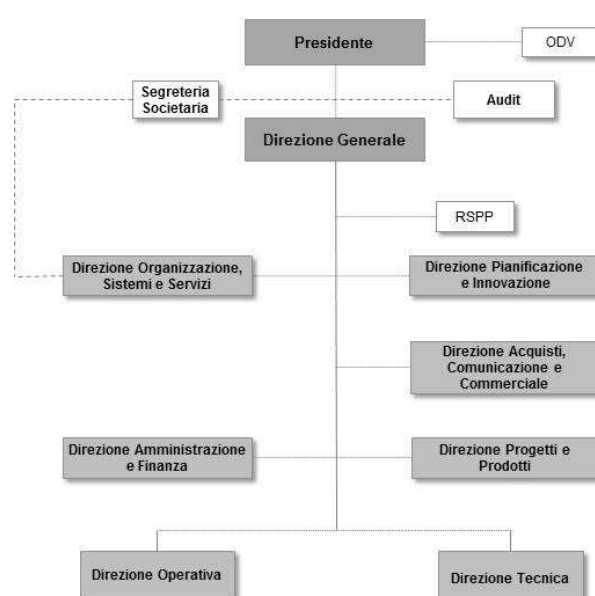 Presidente
ODV
Segreteria
Societaria
Audit
Direzione Generale
RSPP
Direzione Organizzazione,
Sistemi e Servizi
Direzione Pianificazione
e Innovazione
Direzione Acquisti,
Comunicazione e
Commerciale
Direzione Amministrazione
e Finanza
Direzione Progetti e
Prodotti
Direzione Operativa
Direzione Tecnica